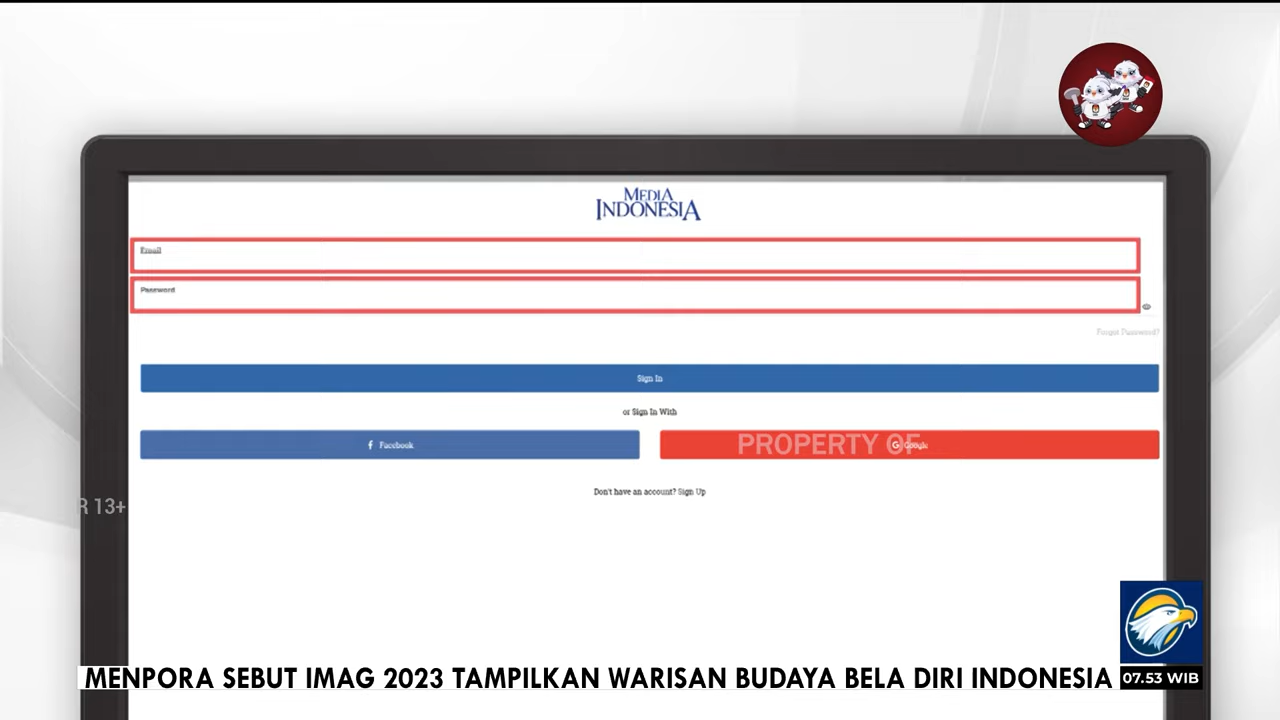 MEDIA
INDONESIA
Email
Password
Forgot Password?
Sign In
or Sign In With
Facebook
PROPERTY OF
Google
Don't have an account? Sign Up
R 13+
MENPORA SEBUT IMAG 2023 TAMPILKAN WARISAN BUDAYA BELA DIRI INDONESIA
07.53 WIB